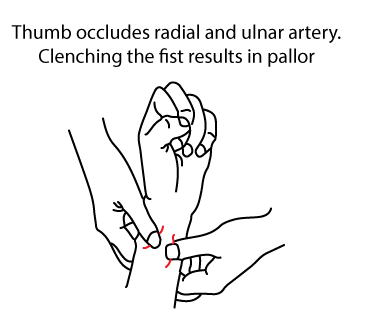 Thumb occludes radial and ulnar artery.
Clenching the fist results in pallor